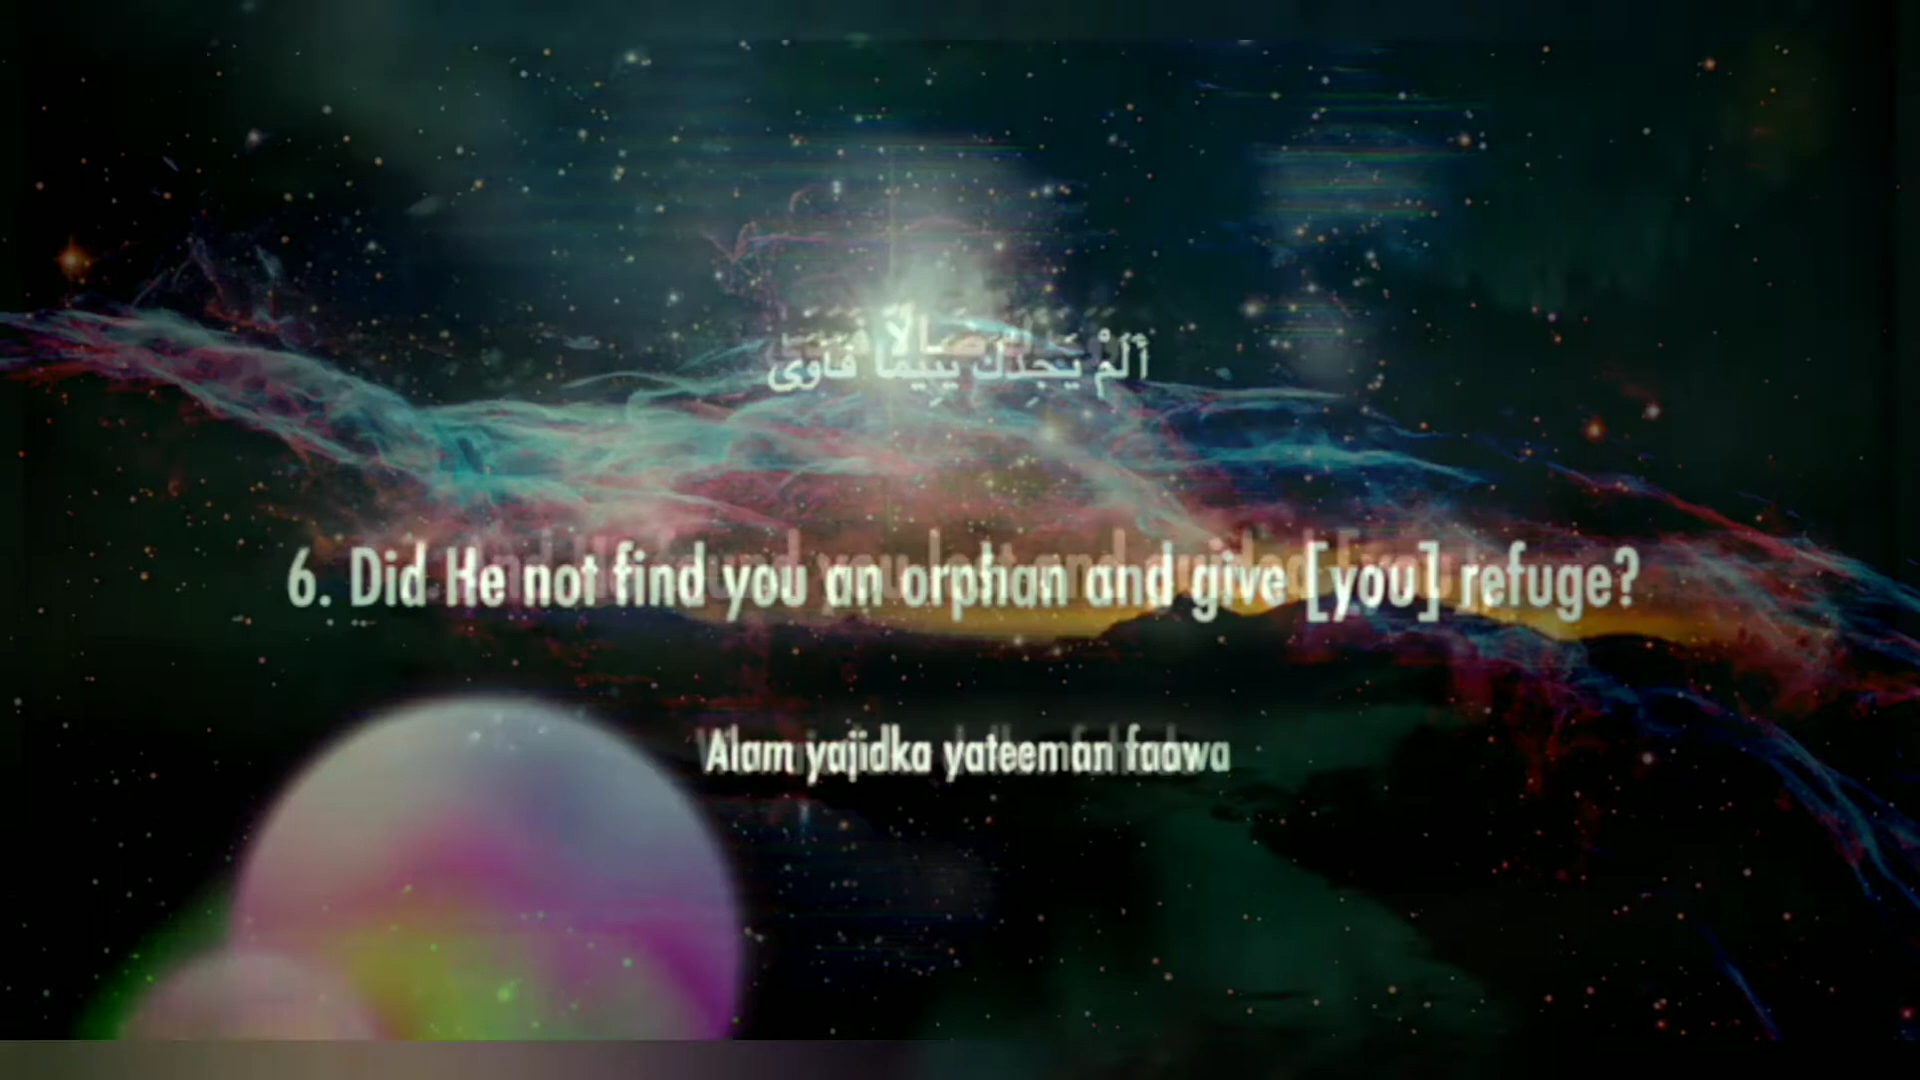 أَلَمْ يَجِدْكَ يَتِيمًا فَآوَىٰ
6. Did He not find you an orphan and give [you] refuge?
Alam yajidka yateeman faawa